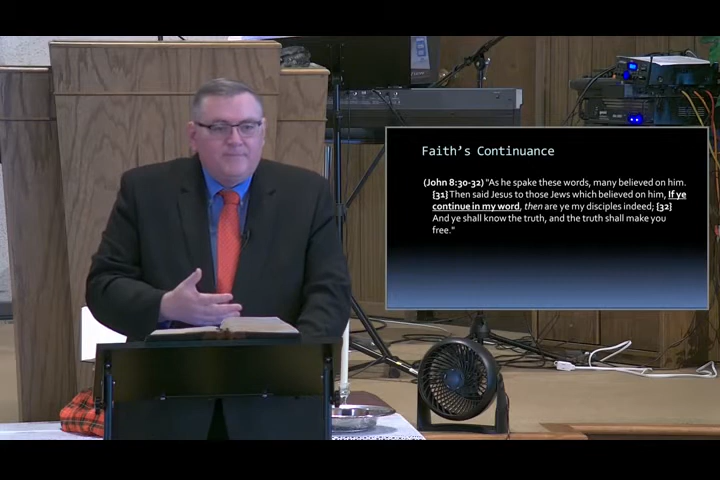 Faith's Continuance
(John 8:30-32) "As he spake these words, many believed on him.
[31] Then said Jesus to those Jews which believed on him, If ye
continue in my word, then are ye my disciples indeed; [32]
And ye shall know the truth, and the truth shall make you
free."